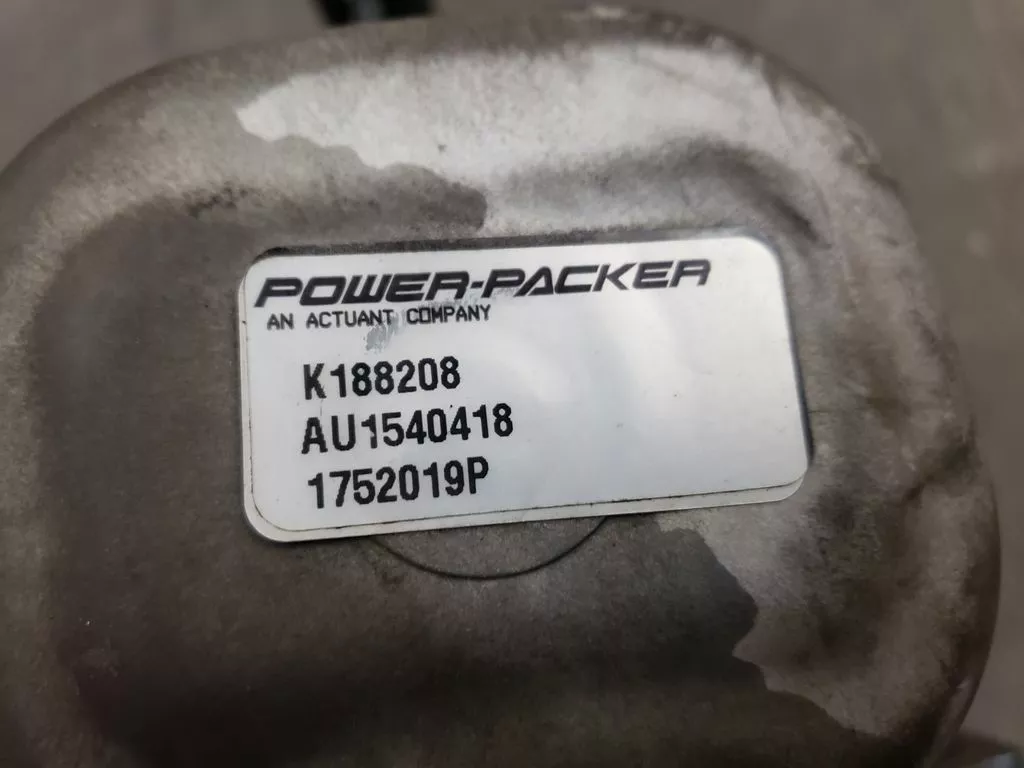 POWER-PACKER
AN ACTUANT COMPANY
K188208
AU1540418
1752019P